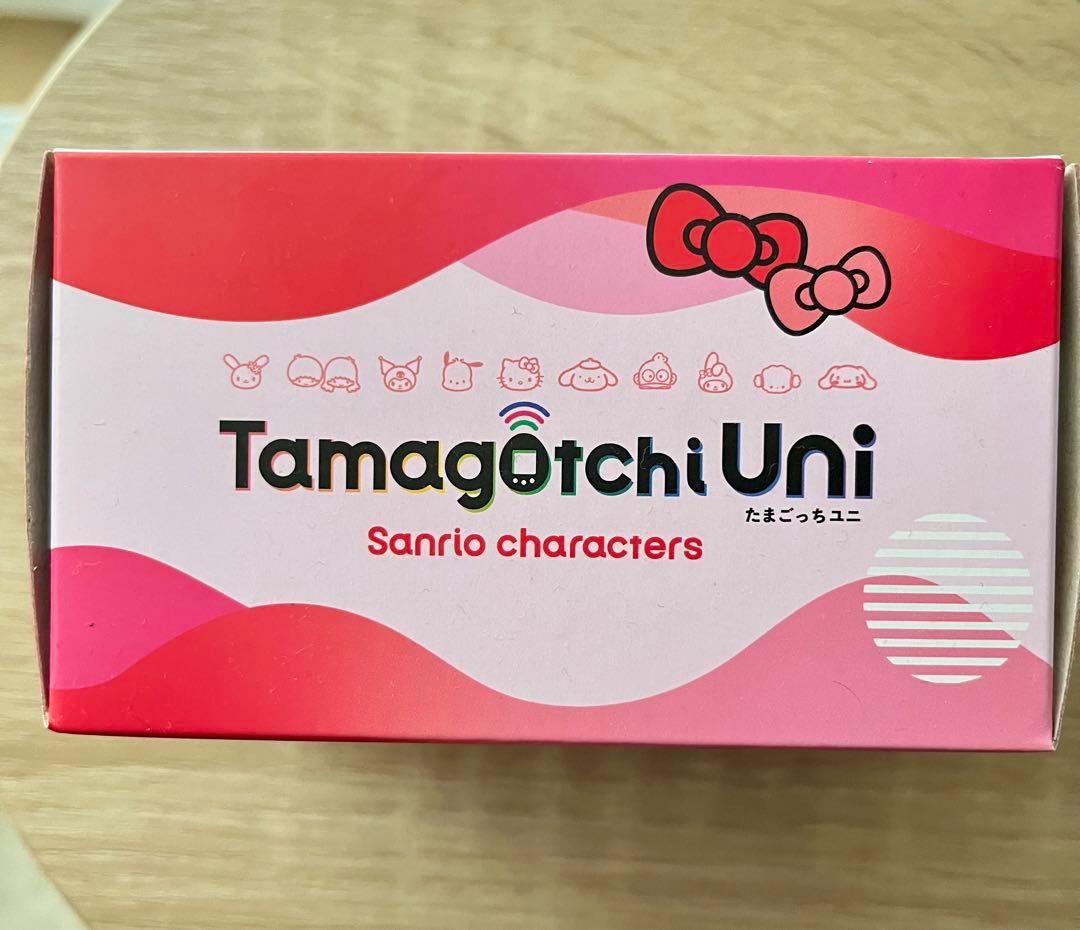 Tamagotchi Uni
たまごっちユニ
Sanrio characters